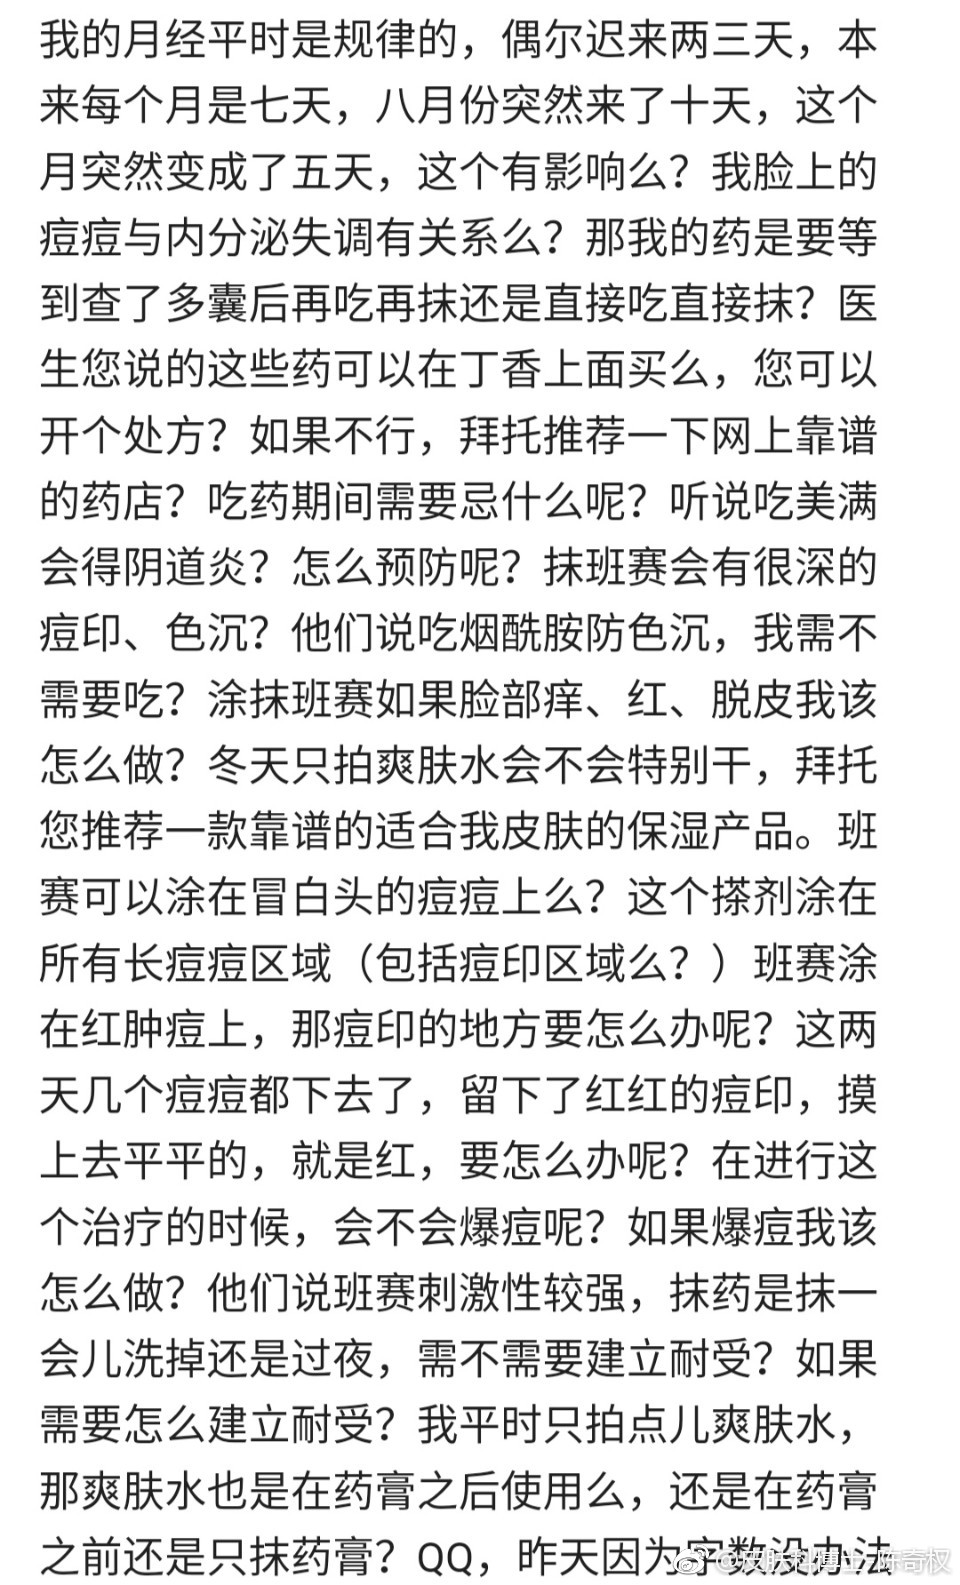 我的月经平时是规律的，偶尔迟来两三天，本
来每个月是七天，八月份突然来了十天，这个
月突然变成了五天，这个有影响么？我脸上的
痘痘与内分泌失调有关系么？那我的药是要等
到查了多囊后再吃再抹还是直接吃直接抹？医
生您说的这些药可以在丁香上面买么，您可以
开个处方？如果不行，拜托推荐一下网上靠谱
的药店？吃药期间需要忌什么呢？听说吃美满
会得阴道炎？怎么预防呢？抹班赛会有很深的
痘印、色沉？他们说吃烟酰胺防色沉，我需不
需要吃？涂抹班赛如果脸部痒、红、脱皮我该
怎么做？冬天只拍爽肤水会不会特别干，拜托
您推荐一款靠谱的适合我皮肤的保湿产品。班
赛可以涂在冒白头的痘痘上么？这个搽剂涂在
所有长痘痘区域（包括痘印区域么？）班赛涂
在红肿痘上，那痘印的地方要怎么办呢？这两
天几个痘痘都下去了，留下了红红的痘印，摸
上去平平的，就是红，要怎么办呢？在进行这
个治疗的时候，会不会爆痘呢？如果爆痘我该
怎么做？他们说班赛刺激性较强，抹药是抹一
会儿洗掉还是过夜，需不需要建立耐受？如果
需要怎么建立耐受？我平时只拍点儿爽肤水，
那爽肤水也是在药膏之后使用么，还是在药膏
之前还是只抹药膏？QQ，昨天因为字数没办法
@皮肤科博士-陈奇权